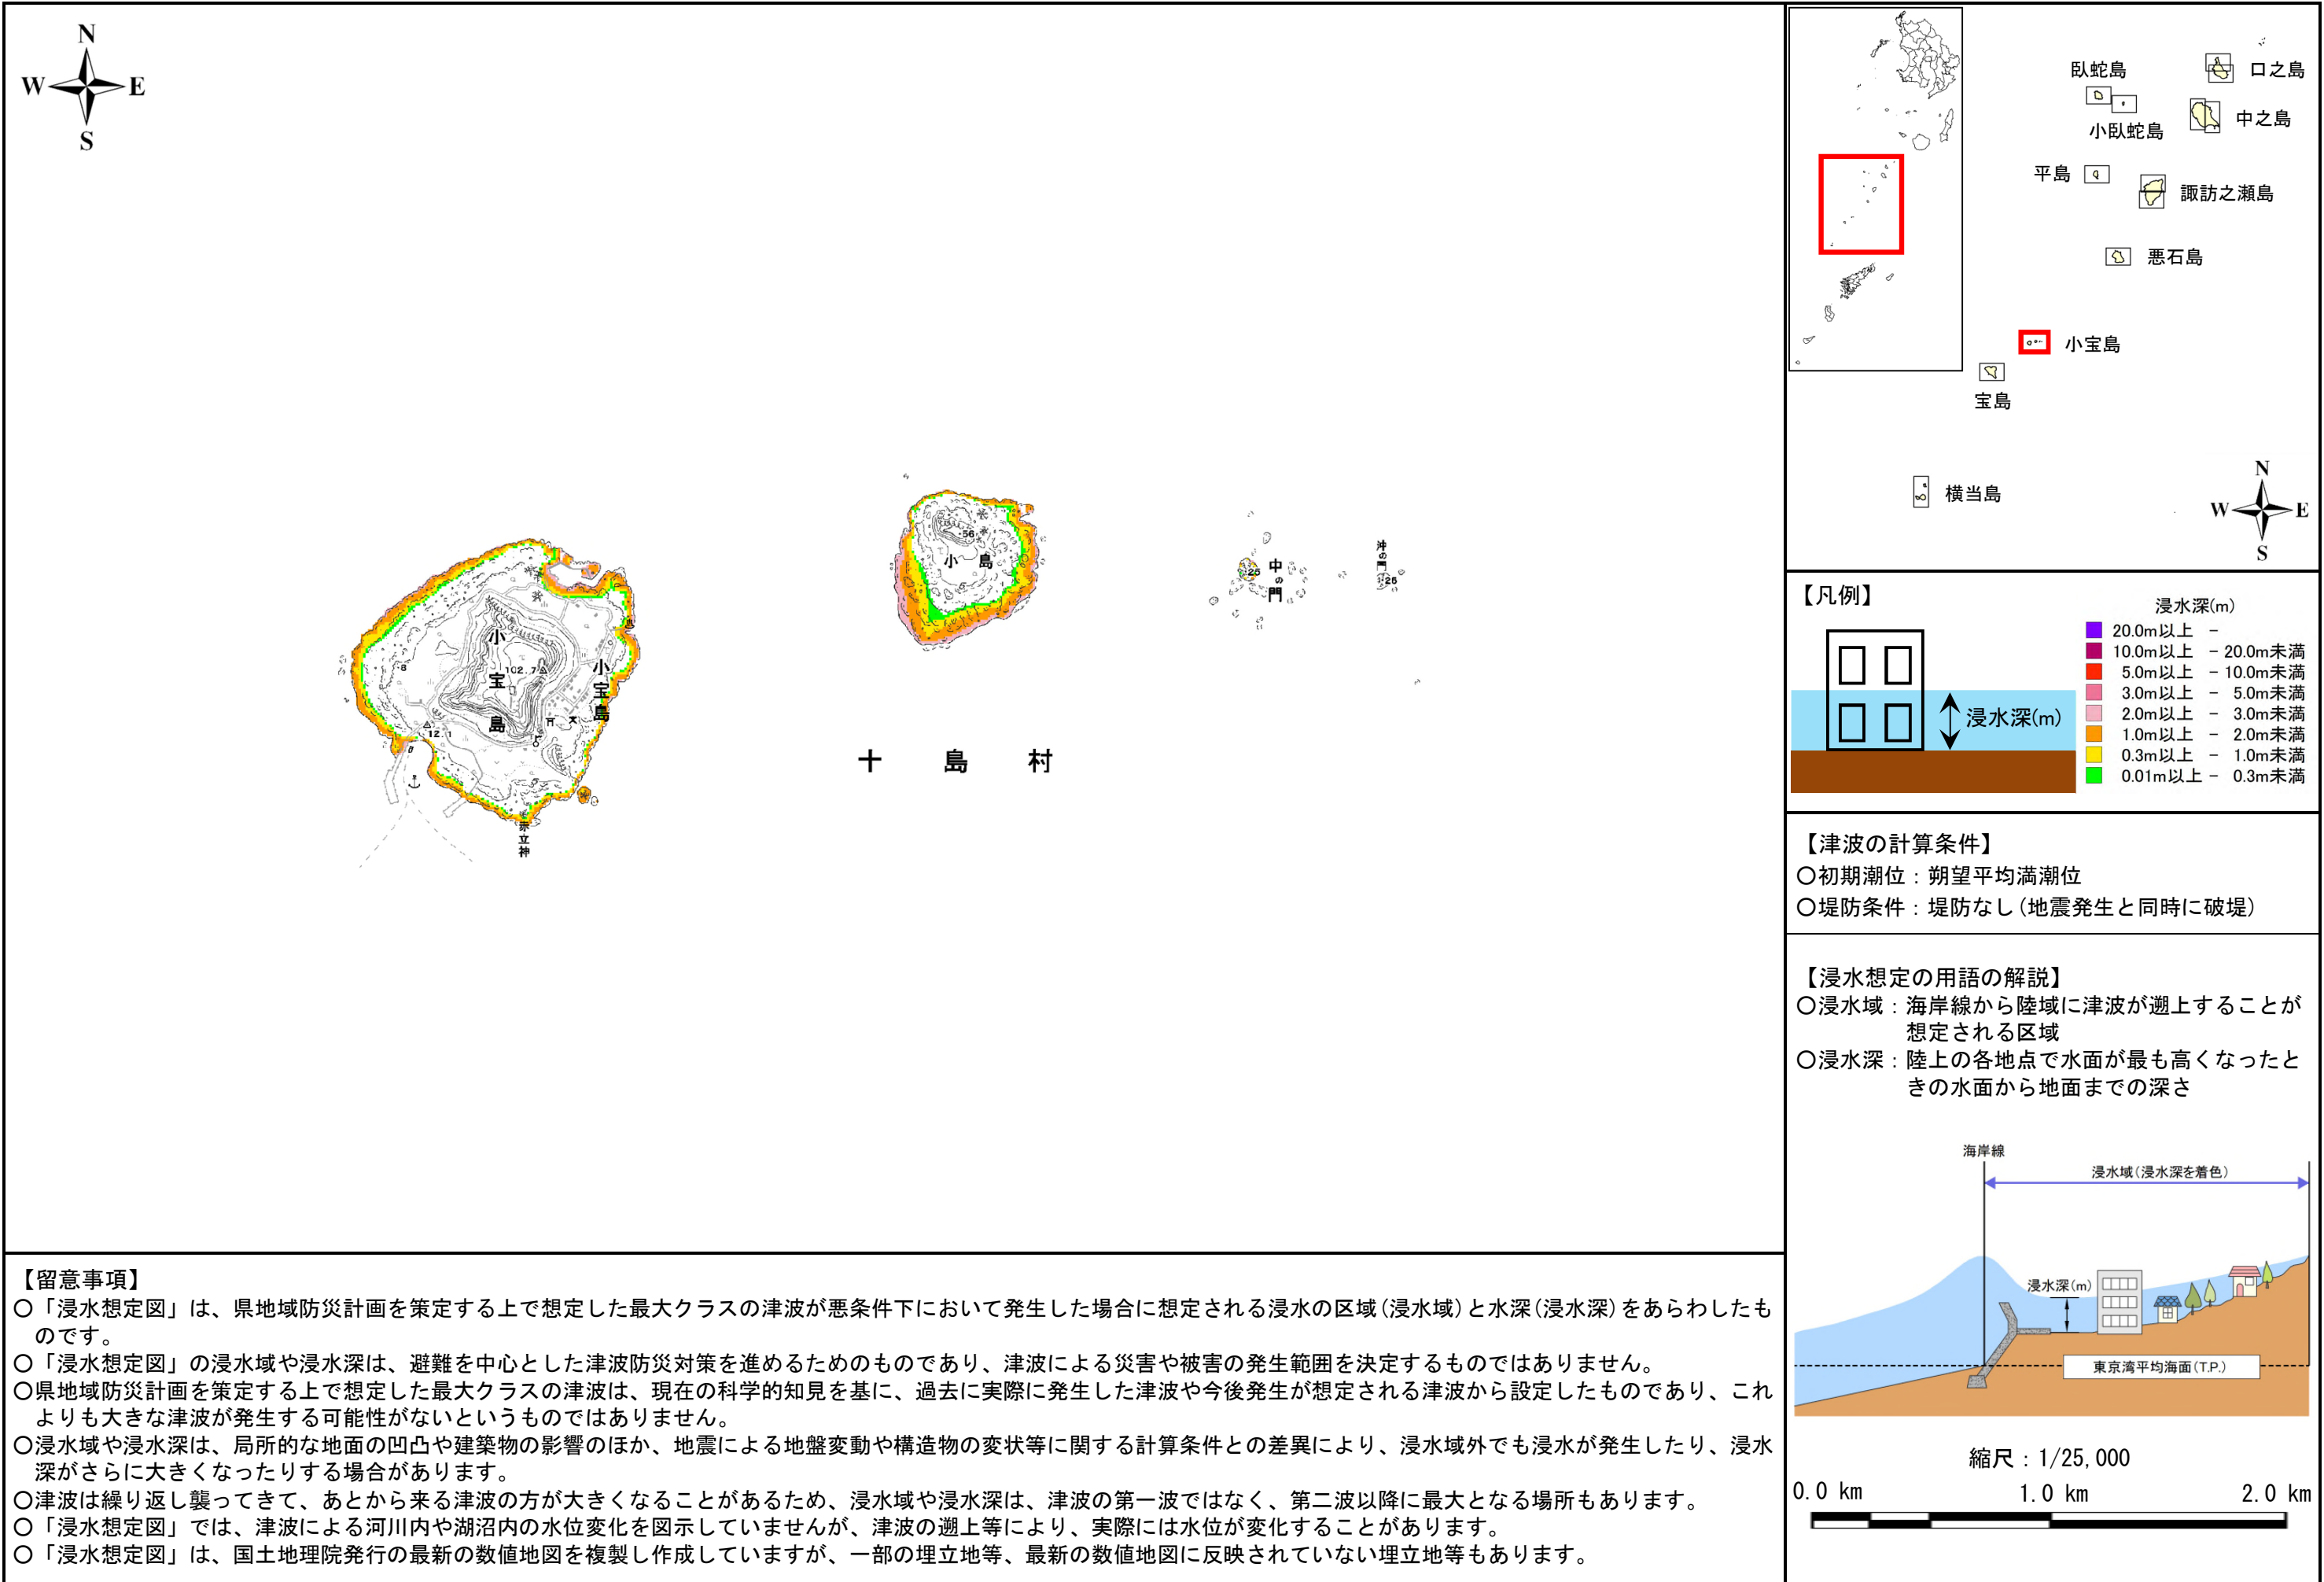 N
W E
S
小宝島
102.7
小宝島
8
12.1
赤立神
56
小島
25
中の門
沖の門
26
十島村
臥蛇島
口之島
小臥蛇島
中之島
平島
諏訪之瀬島
悪石島
小宝島
宝島
横当島
N
W E
S
【凡例】
浸水深(m)
浸水深(m)
20.0m以上 -
10.0m以上 - 20.0m未満
5.0m以上 - 10.0m未満
3.0m以上 - 5.0m未満
2.0m以上 - 3.0m未満
1.0m以上 - 2.0m未満
0.3m以上 - 1.0m未満
0.01m以上 - 0.3m未満
【津波の計算条件】
○初期潮位：朔望平均満潮位
○堤防条件：堤防なし(地震発生と同時に破堤)
【浸水想定の用語の解説】
○浸水域：海岸線から陸域に津波が遡上することが
想定される区域
○浸水深：陸上の各地点で水面が最も高くなったと
きの水面から地面までの深さ
海岸線
浸水域(浸水深を着色)
浸水深(m)
東京湾平均海面(T.P.)
縮尺：1/25,000
0.0 km 1.0 km 2.0 km
【留意事項】
○「浸水想定図」は、県地域防災計画を策定する上で想定した最大クラスの津波が悪条件下において発生した場合に想定される浸水の区域(浸水域)と水深(浸水深)をあらわしたも
のです。
○「浸水想定図」の浸水域や浸水深は、避難を中心とした津波防災対策を進めるためのものであり、津波による災害や被害の発生範囲を決定するものではありません。
○県地域防災計画を策定する上で想定した最大クラスの津波は、現在の科学的知見を基に、過去に実際に発生した津波や今後発生が想定される津波から設定したものであり、これ
よりも大きな津波が発生する可能性がないというものではありません。
○浸水域や浸水深は、局所的な地面の凹凸や建築物の影響のほか、地震による地盤変動や構造物の変状等に関する計算条件との差異により、浸水域外でも浸水が発生したり、浸水
深がさらに大きくなったりする場合があります。
○津波は繰り返し襲ってきて、あとから来る津波の方が大きくなることがあるため、浸水域や浸水深は、津波の第一波ではなく、第二波以降に最大となる場所もあります。
○「浸水想定図」では、津波による河川内や湖沼内の水位変化を図示していませんが、津波の遡上等により、実際には水位が変化することがあります。
○「浸水想定図」は、国土地理院発行の最新の数値地図を複製し作成していますが、一部の埋立地等、最新の数値地図に反映されていない埋立地等もあります。